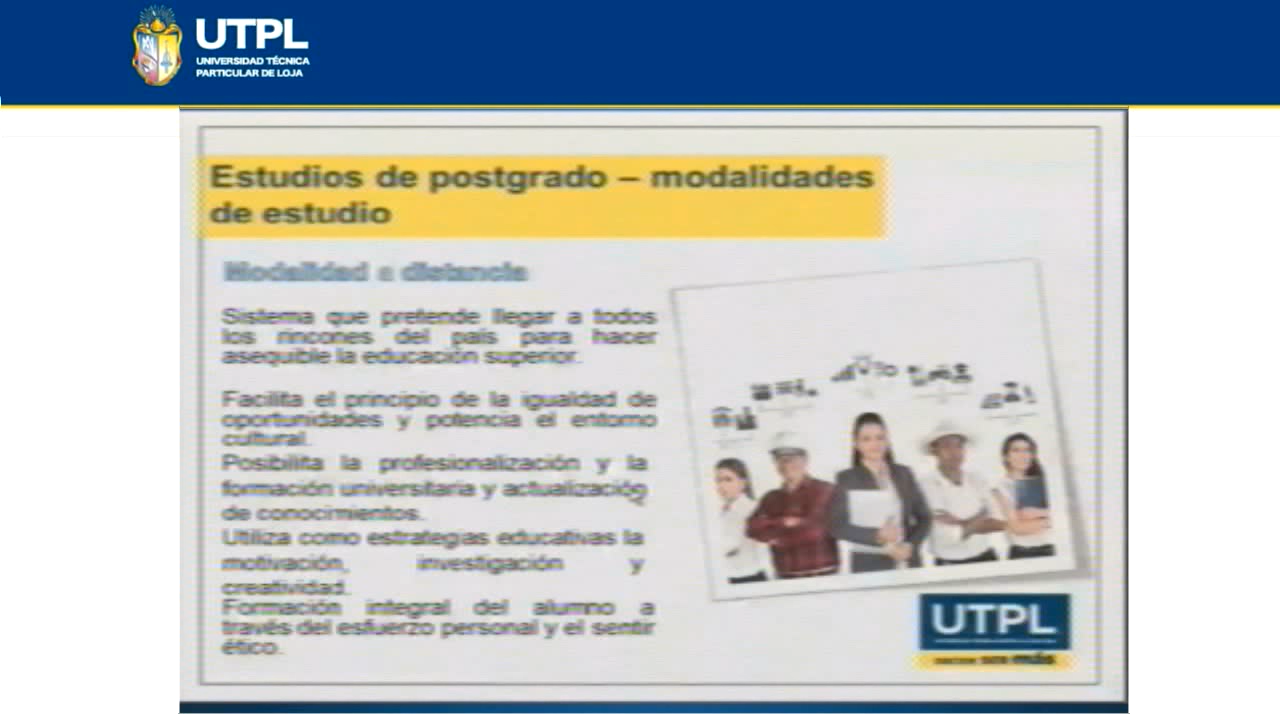 UTPL
UNIVERSIDAD TÉCNICA
PARTICULAR DE LOJA
Estudios de postgrado – modalidades
de estudio
Modalidad a distancia
Sistema que pretende llegar a todos
los rincones del país para hacer
asequible la educación superior.
Facilita el principio de la igualdad de
oportunidades y potencia el entorno
cultural.
Posibilita la profesionalización y la
formación universitaria y actualización
de conocimientos.
Utiliza como estrategias educativas la
motivación, investigación y
creatividad.
Formación integral del alumno a
través del esfuerzo personal y el sentir
ético.
UTPL
más